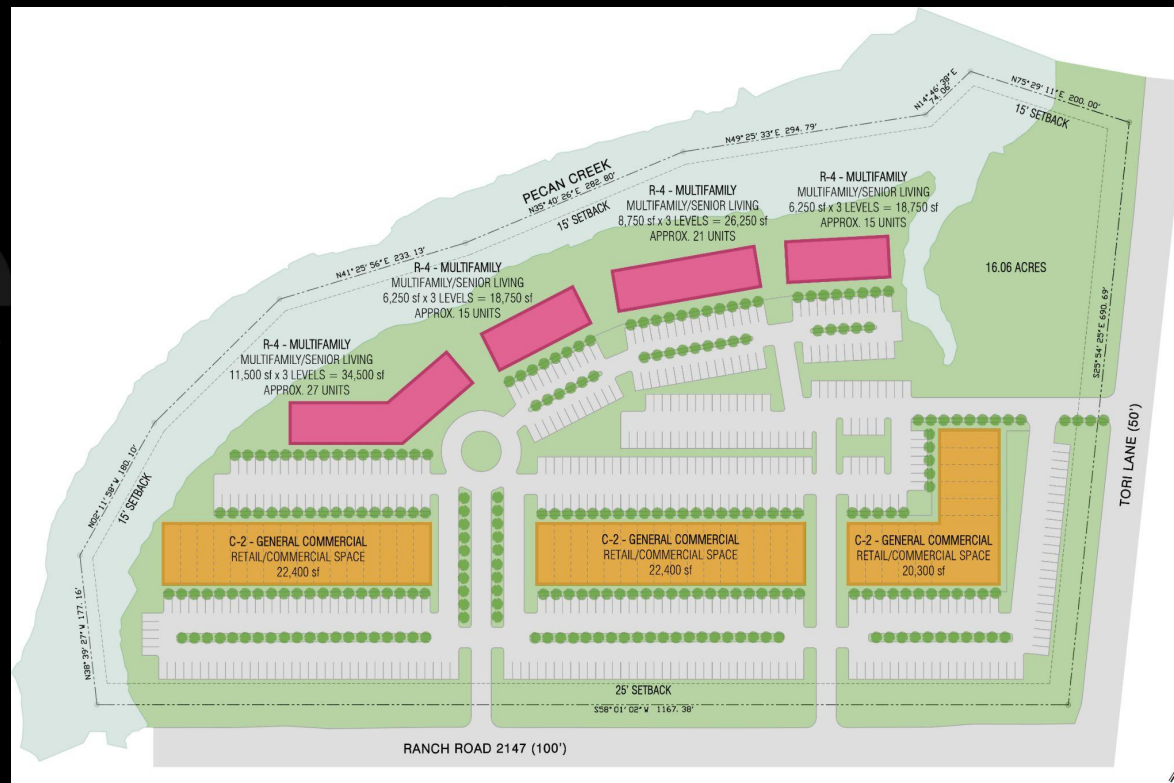 N75°29'11"E 200.00'
15' SETBACK
N14°46'38"E
74.06'
N49°25'33"E 294.79'
PECAN CREEK
N35°40'26"E 282.80'
15' SETBACK
R-4 - MULTIFAMILY
MULTIFAMILY/SENIOR LIVING
6,250 sf x 3 LEVELS = 18,750 sf
APPROX. 15 UNITS
R-4 - MULTIFAMILY
MULTIFAMILY/SENIOR LIVING
8,750 sf x 3 LEVELS = 26,250 sf
APPROX. 21 UNITS
N41°25'56"E 233.13'
R-4 - MULTIFAMILY
MULTIFAMILY/SENIOR LIVING
6,250 sf x 3 LEVELS = 18,750 sf
APPROX. 15 UNITS
16.06 ACRES
R-4 - MULTIFAMILY
MULTIFAMILY/SENIOR LIVING
11,500 sf x 3 LEVELS = 34,500 sf
APPROX. 27 UNITS
S25°54'25"E 690.69'
TORI LANE (50')
N02°11'58"W 180.10'
15' SETBACK
C-2 - GENERAL COMMERCIAL
RETAIL/COMMERCIAL SPACE
22,400 sf
C-2 - GENERAL COMMERCIAL
RETAIL/COMMERCIAL SPACE
22,400 sf
C-2 - GENERAL COMMERCIAL
RETAIL/COMMERCIAL SPACE
20,300 sf
N38°39'27"W 177.16'
25' SETBACK
S58°01'02"W 1167.38'
RANCH ROAD 2147 (100')